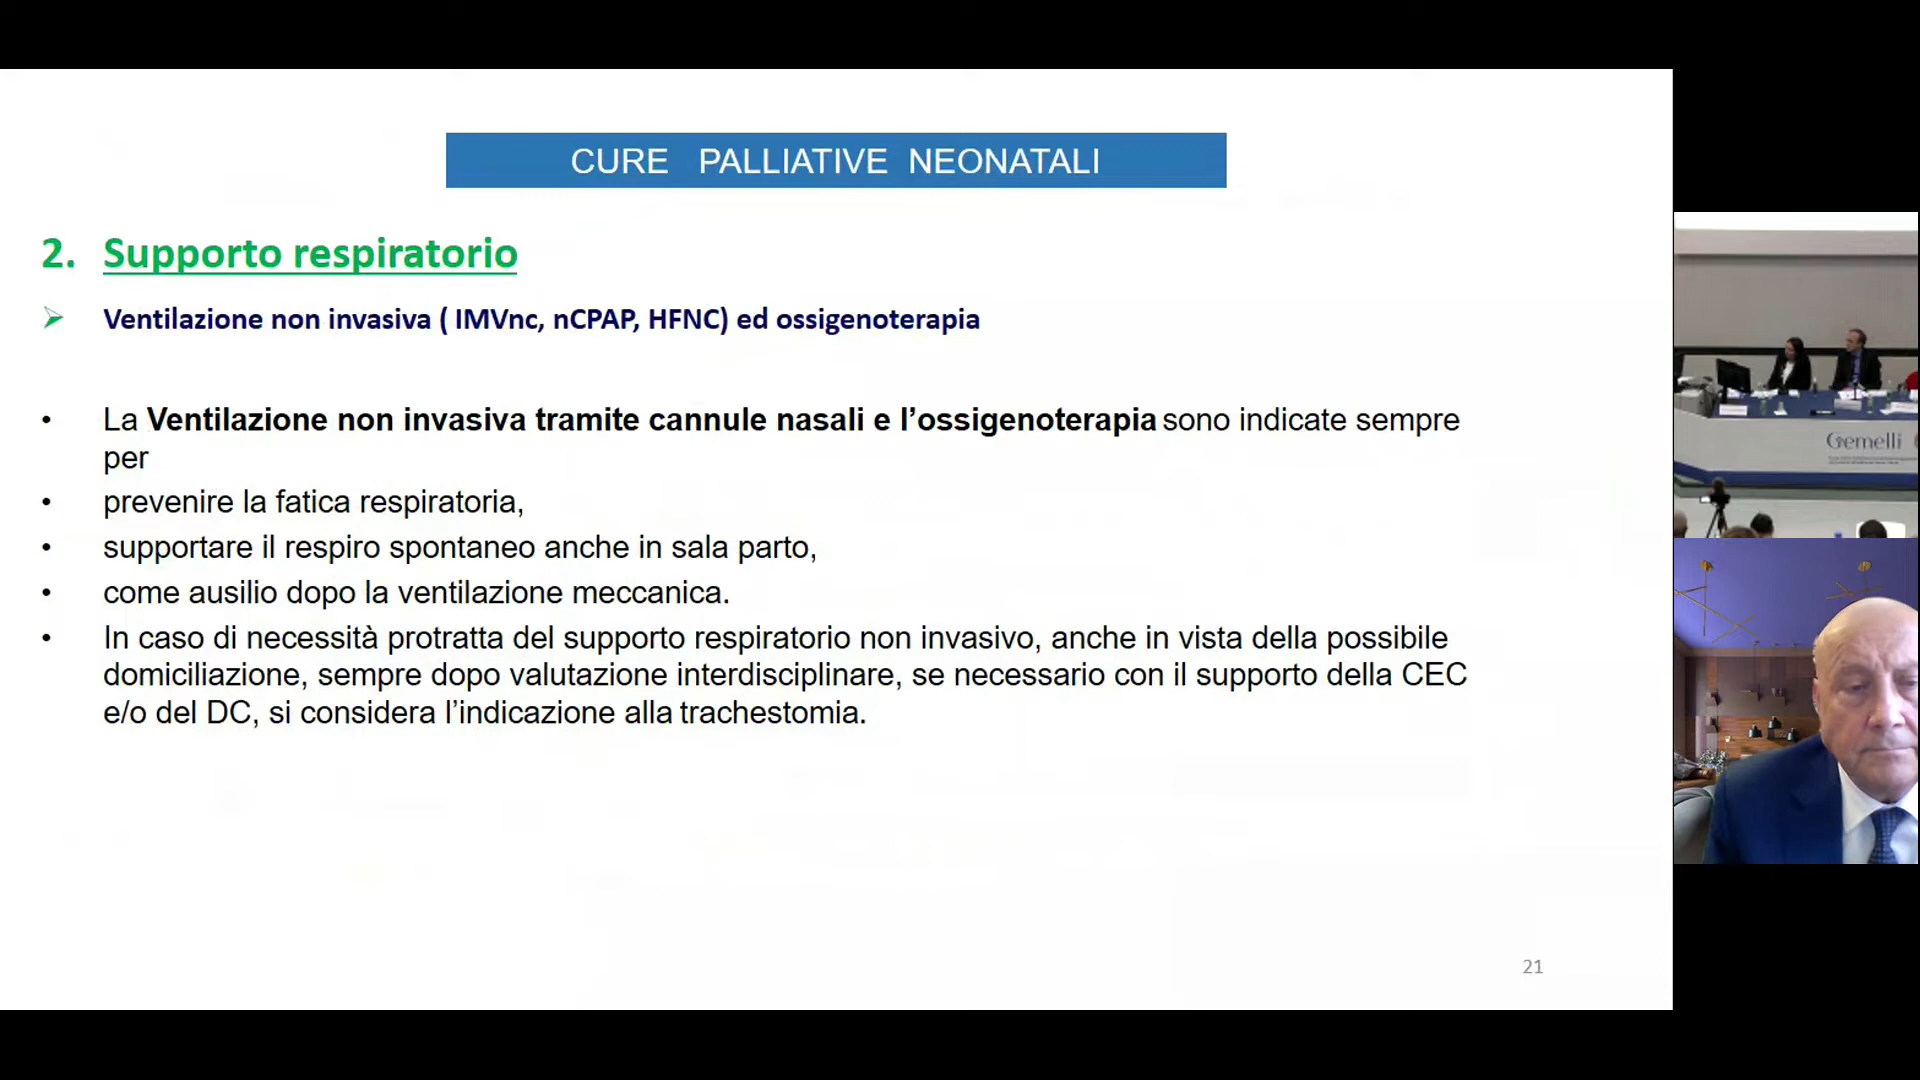 CURE PALLIATIVE NEONATALI
2. Supporto respiratorio
Ventilazione non invasiva ( IMVnc, nCPAP, HFNC) ed ossigenoterapia
• La Ventilazione non invasiva tramite cannule nasali e l’ossigenoterapia sono indicate sempre
per
• prevenire la fatica respiratoria,
• supportare il respiro spontaneo anche in sala parto,
• come ausilio dopo la ventilazione meccanica.
• In caso di necessità protratta del supporto respiratorio non invasivo, anche in vista della possibile
domiciliazione, sempre dopo valutazione interdisciplinare, se necessario con il supporto della CEC
e/o del DC, si considera l’indicazione alla trachestomia.
21
Gemelli